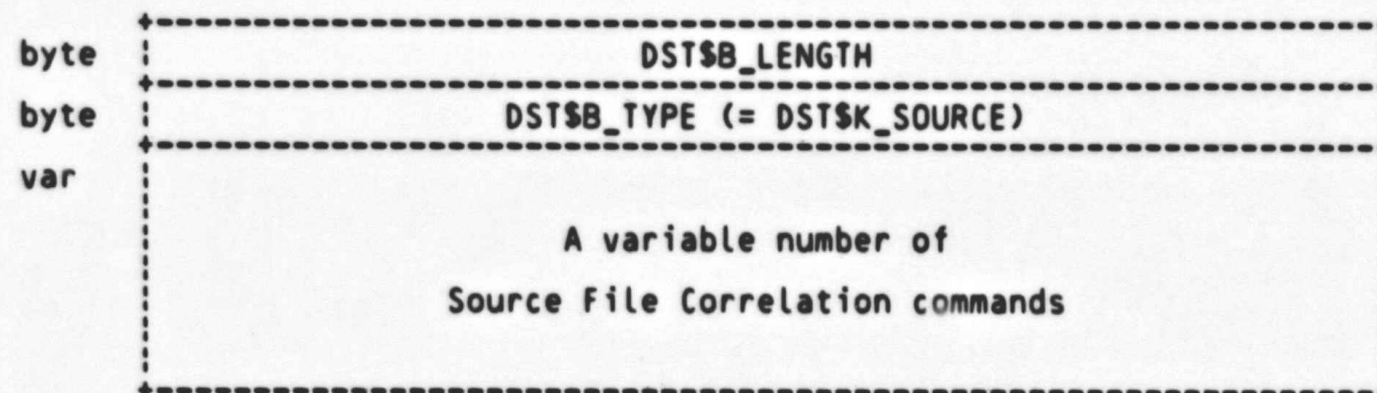 byte DST$B_LENGTH
byte DST$B_TYPE (= DST$K_SOURCE)
var
A variable number of
Source File Correlation commands